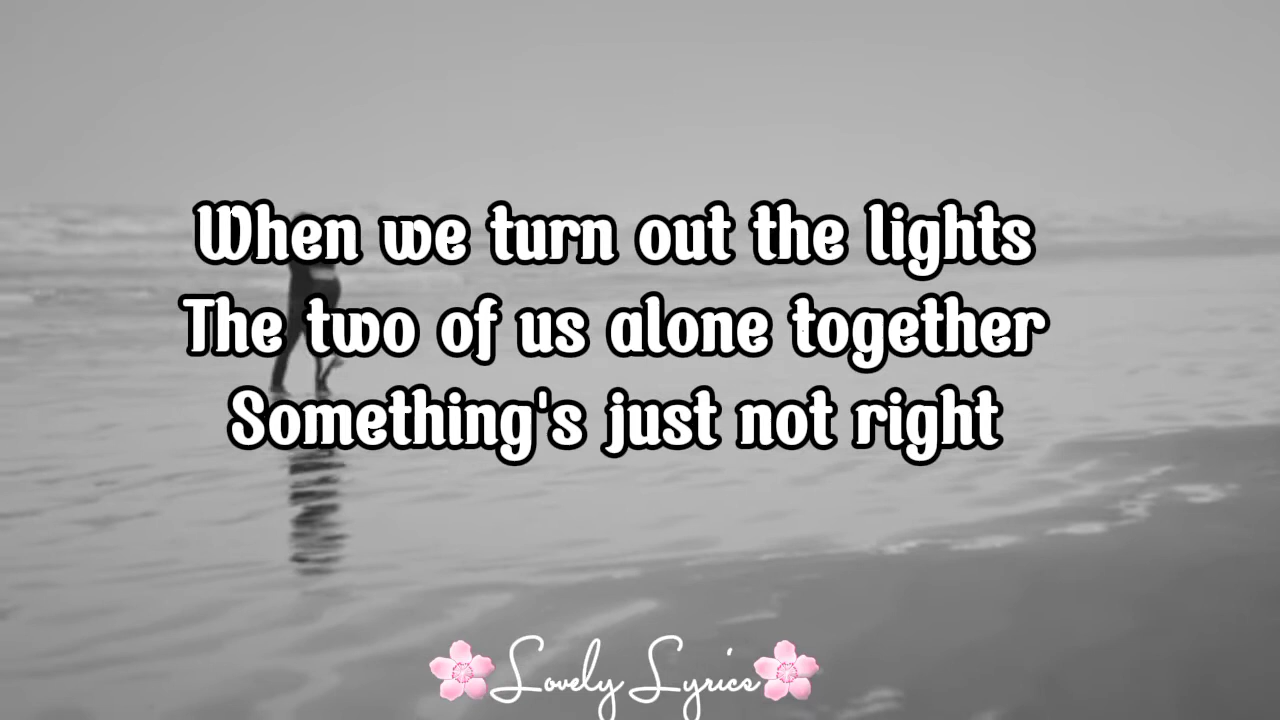 When we turn out the lights
The two of us alone together
Something's just not right
Lovely Lyrics